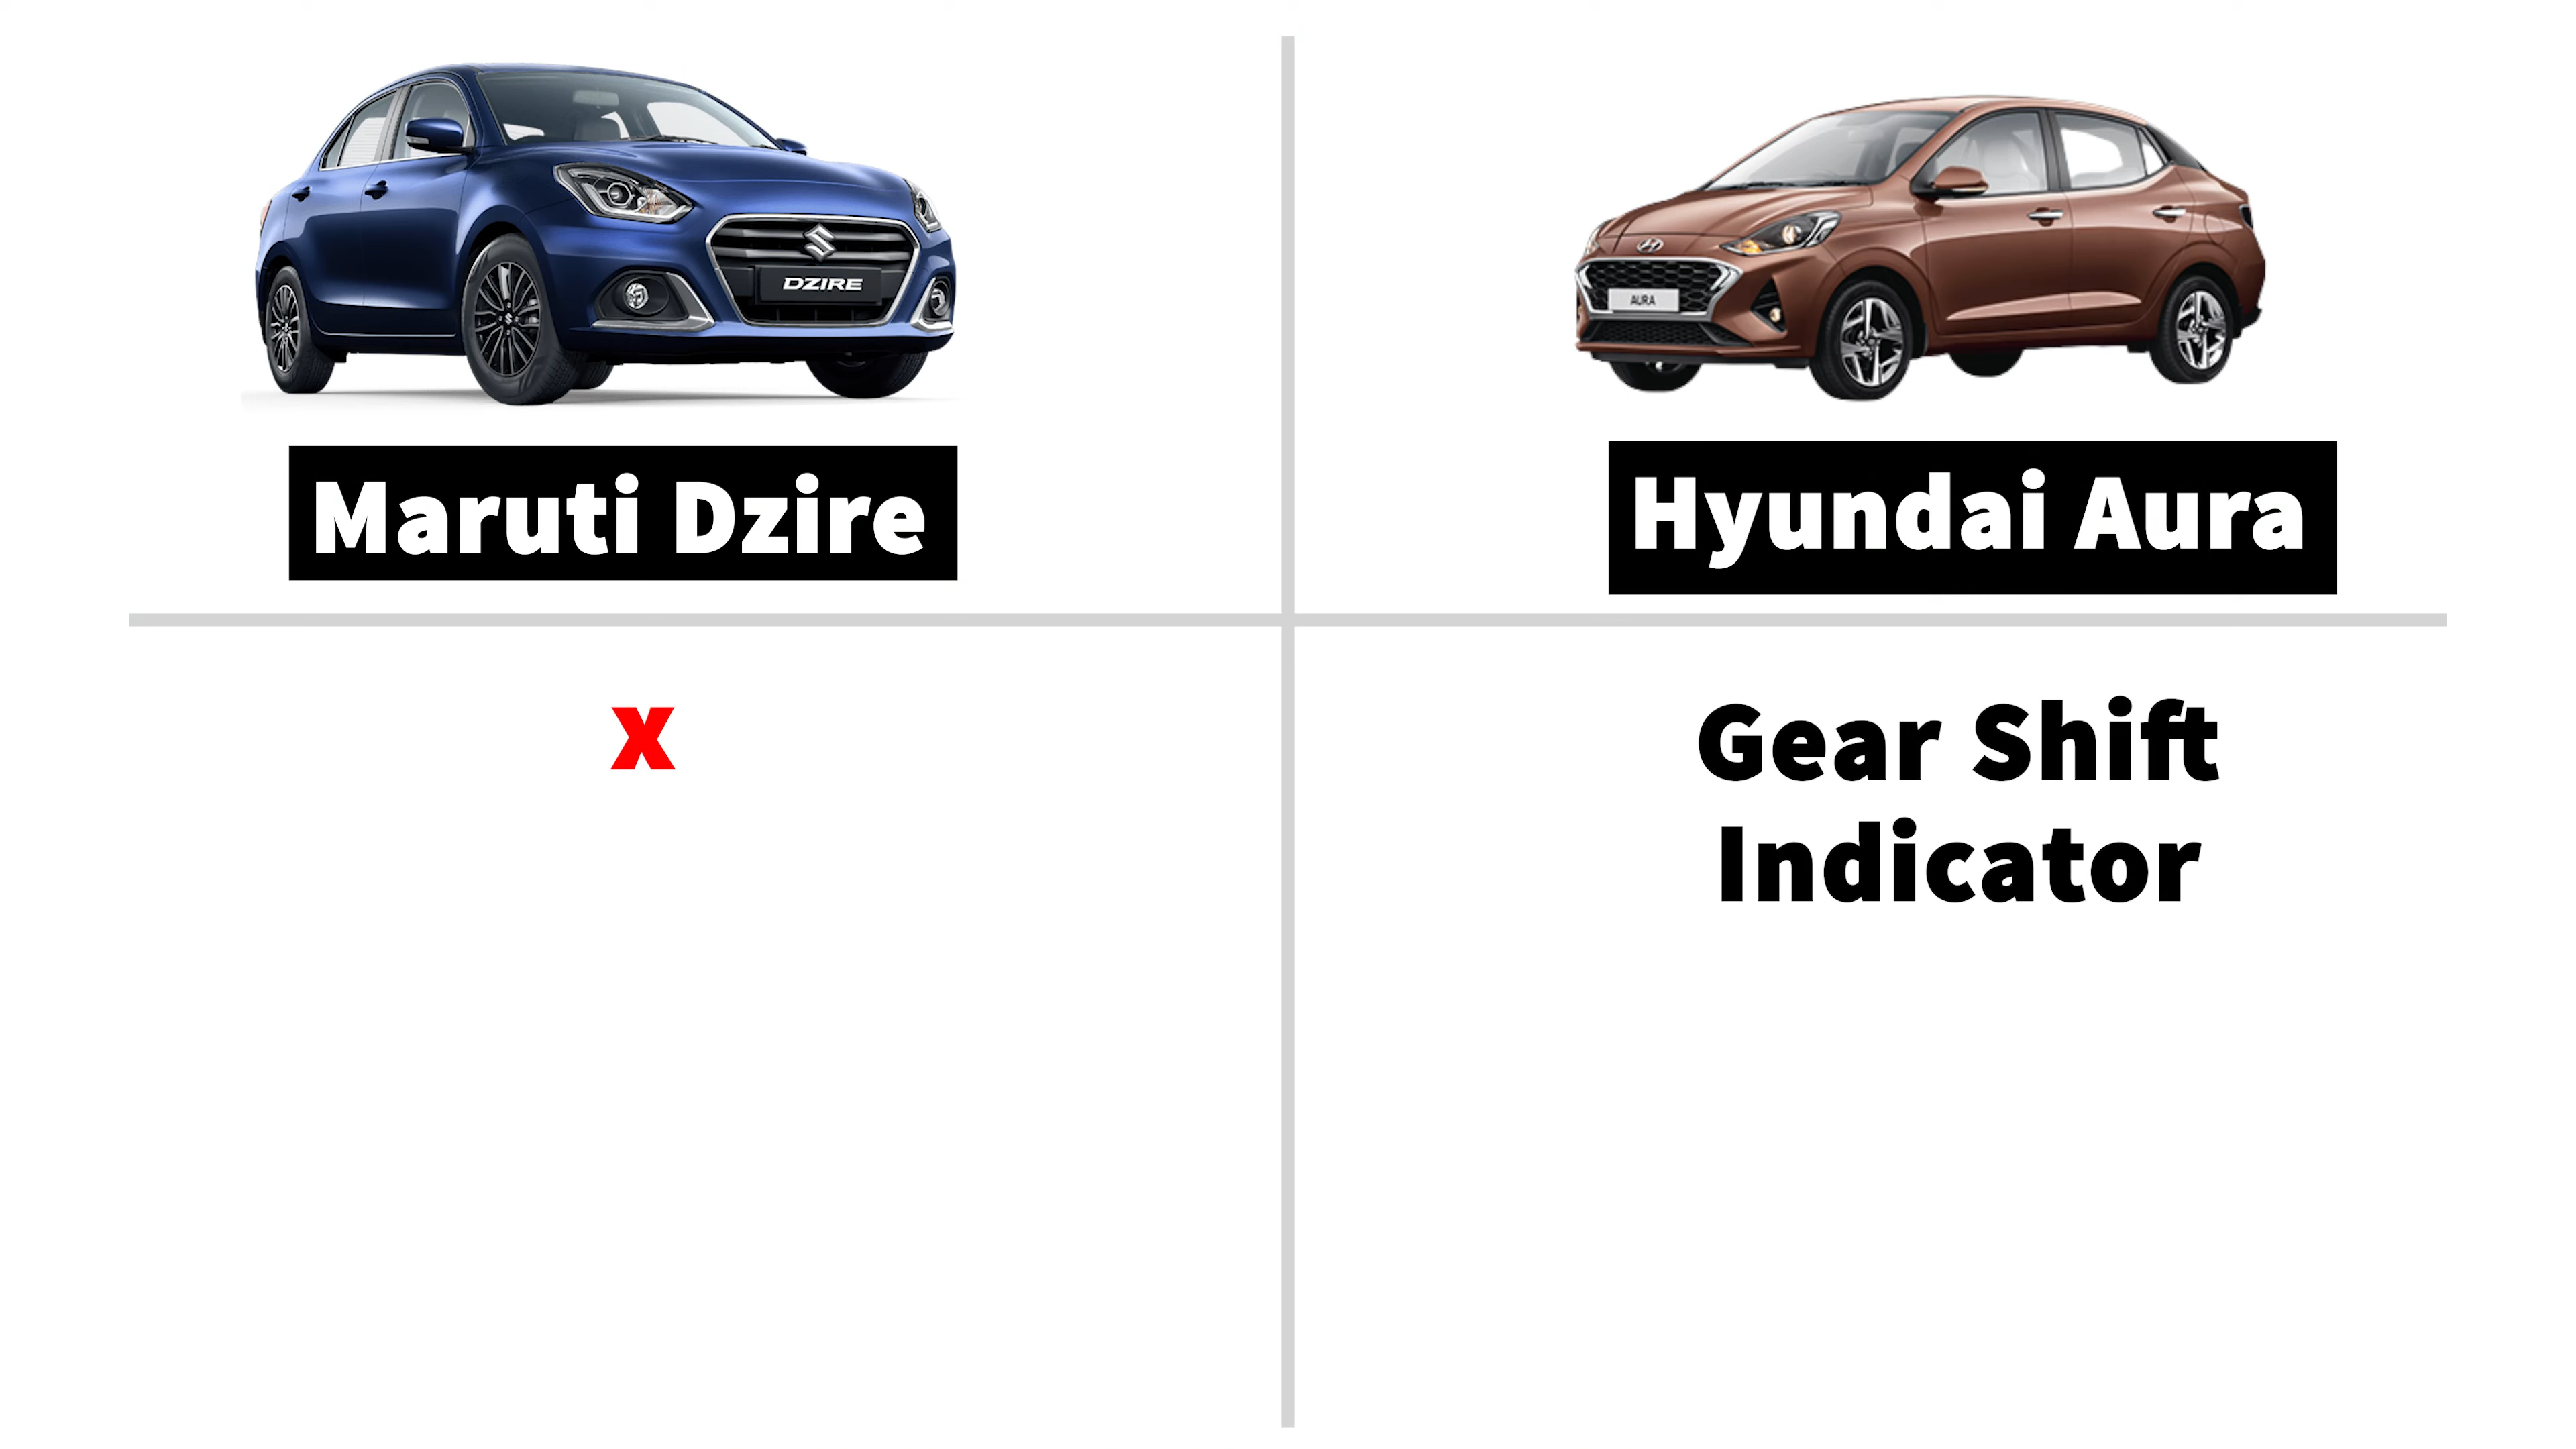 DZIRE
AURA
Maruti Dzire
Hyundai Aura
X
Gear Shift
Indicator